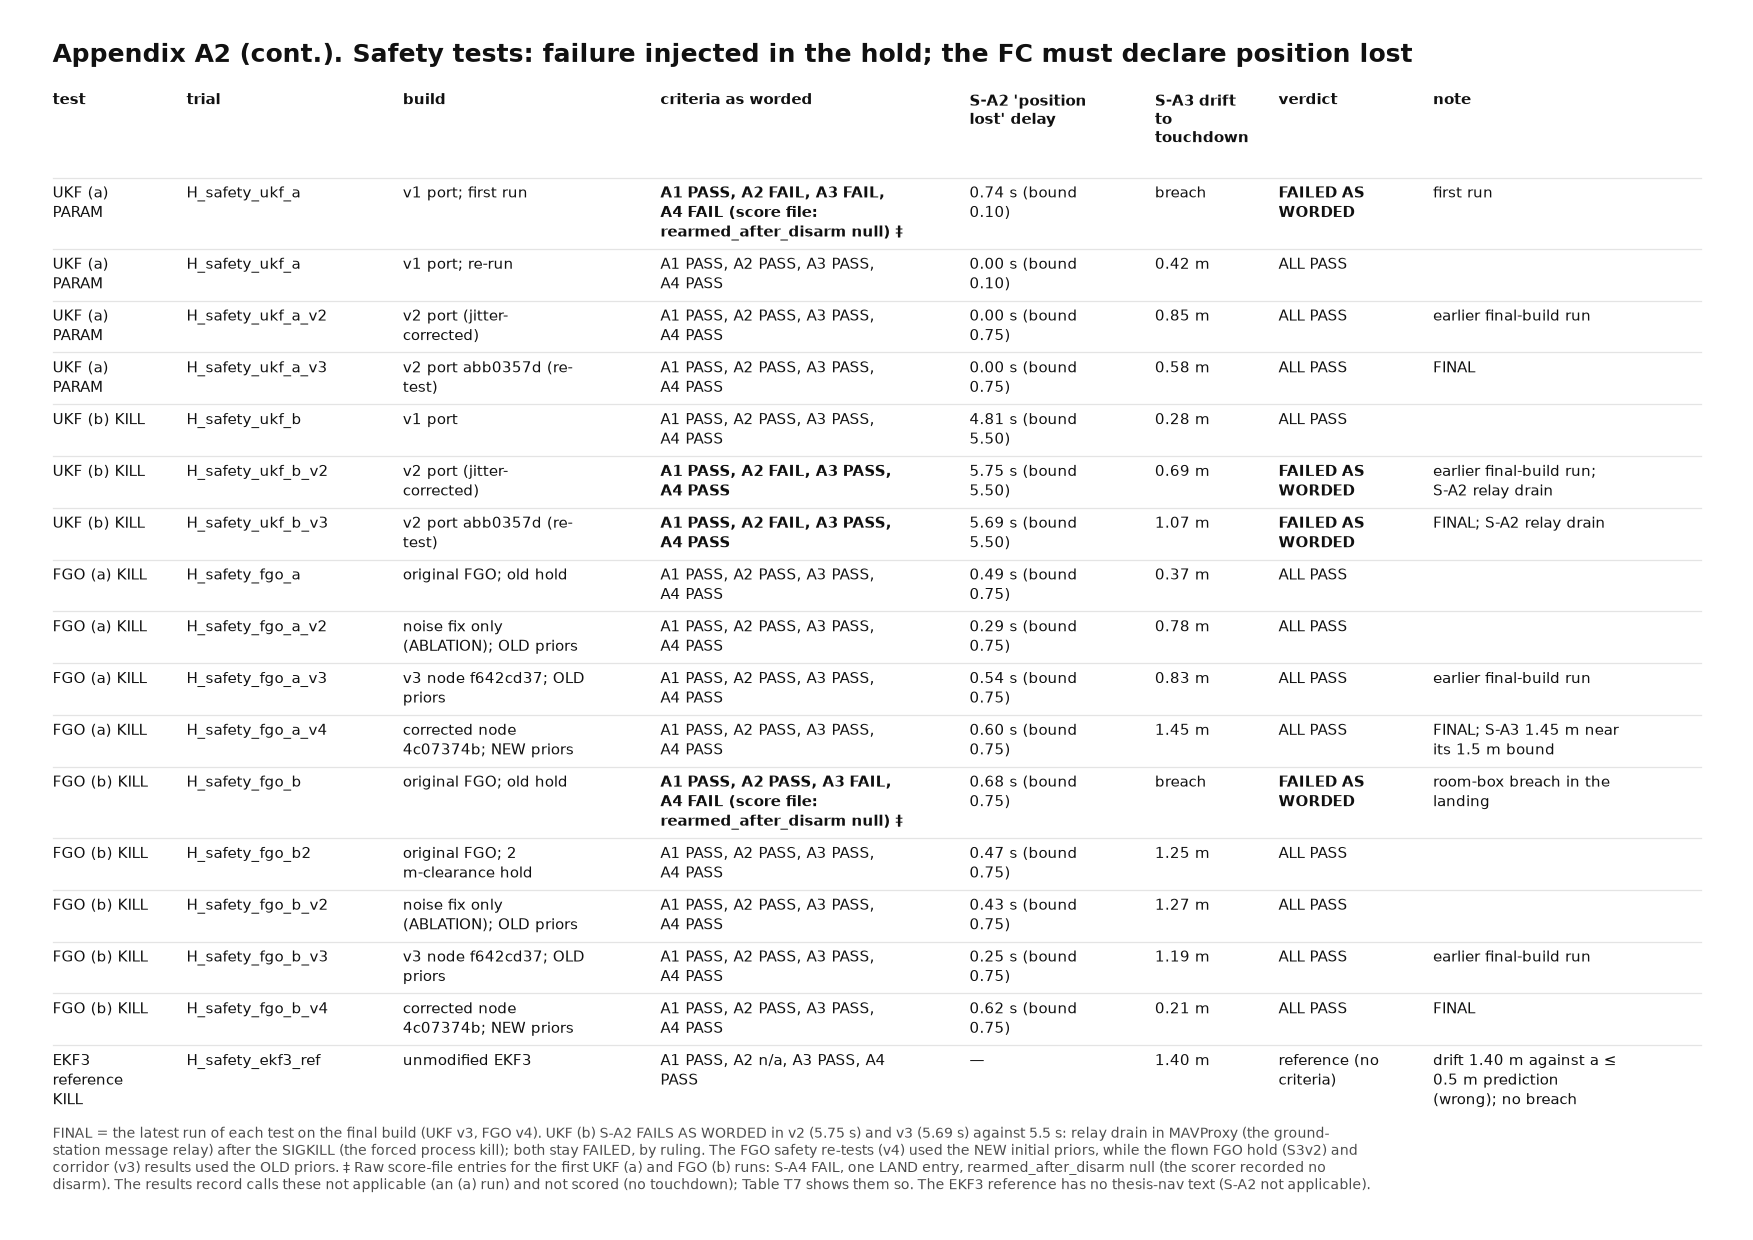 Appendix A2 (cont.). Safety tests: failure injected in the hold; the FC must declare position lost
test trial build criteria as worded S-A2 'position lost' delay S-A3 drift to touchdown verdict note
UKF (a) PARAM H_safety_ukf_a v1 port; first run A1 PASS, A2 FAIL, A3 FAIL, A4 FAIL (score file: rearmed_after_disarm null) ‡ 0.74 s (bound 0.10) breach FAILED AS WORDED first run
UKF (a) PARAM H_safety_ukf_a v1 port; re-run A1 PASS, A2 PASS, A3 PASS, A4 PASS 0.00 s (bound 0.10) 0.42 m ALL PASS
UKF (a) PARAM H_safety_ukf_a_v2 v2 port (jitter-corrected) A1 PASS, A2 PASS, A3 PASS, A4 PASS 0.00 s (bound 0.75) 0.85 m ALL PASS earlier final-build run
UKF (a) PARAM H_safety_ukf_a_v3 v2 port abb0357d (re-test) A1 PASS, A2 PASS, A3 PASS, A4 PASS 0.00 s (bound 0.75) 0.58 m ALL PASS FINAL
UKF (b) KILL H_safety_ukf_b v1 port A1 PASS, A2 PASS, A3 PASS, A4 PASS 4.81 s (bound 5.50) 0.28 m ALL PASS
UKF (b) KILL H_safety_ukf_b_v2 v2 port (jitter-corrected) A1 PASS, A2 FAIL, A3 PASS, A4 PASS 5.75 s (bound 5.50) 0.69 m FAILED AS WORDED earlier final-build run; S-A2 relay drain
UKF (b) KILL H_safety_ukf_b_v3 v2 port abb0357d (re-test) A1 PASS, A2 FAIL, A3 PASS, A4 PASS 5.69 s (bound 5.50) 1.07 m FAILED AS WORDED FINAL; S-A2 relay drain
FGO (a) KILL H_safety_fgo_a original FGO; old hold A1 PASS, A2 PASS, A3 PASS, A4 PASS 0.49 s (bound 0.75) 0.37 m ALL PASS
FGO (a) KILL H_safety_fgo_a_v2 noise fix only (ABLATION); OLD priors A1 PASS, A2 PASS, A3 PASS, A4 PASS 0.29 s (bound 0.75) 0.78 m ALL PASS
FGO (a) KILL H_safety_fgo_a_v3 v3 node f642cd37; OLD priors A1 PASS, A2 PASS, A3 PASS, A4 PASS 0.54 s (bound 0.75) 0.83 m ALL PASS earlier final-build run
FGO (a) KILL H_safety_fgo_a_v4 corrected node 4c07374b; NEW priors A1 PASS, A2 PASS, A3 PASS, A4 PASS 0.60 s (bound 0.75) 1.45 m ALL PASS FINAL; S-A3 1.45 m near its 1.5 m bound
FGO (b) KILL H_safety_fgo_b original FGO; old hold A1 PASS, A2 PASS, A3 FAIL, A4 FAIL (score file: rearmed_after_disarm null) ‡ 0.68 s (bound 0.75) breach FAILED AS WORDED room-box breach in the landing
FGO (b) KILL H_safety_fgo_b2 original FGO; 2 m-clearance hold A1 PASS, A2 PASS, A3 PASS, A4 PASS 0.47 s (bound 0.75) 1.25 m ALL PASS
FGO (b) KILL H_safety_fgo_b_v2 noise fix only (ABLATION); OLD priors A1 PASS, A2 PASS, A3 PASS, A4 PASS 0.43 s (bound 0.75) 1.27 m ALL PASS
FGO (b) KILL H_safety_fgo_b_v3 v3 node f642cd37; OLD priors A1 PASS, A2 PASS, A3 PASS, A4 PASS 0.25 s (bound 0.75) 1.19 m ALL PASS earlier final-build run
FGO (b) KILL H_safety_fgo_b_v4 corrected node 4c07374b; NEW priors A1 PASS, A2 PASS, A3 PASS, A4 PASS 0.62 s (bound 0.75) 0.21 m ALL PASS FINAL
EKF3 reference KILL H_safety_ekf3_ref unmodified EKF3 A1 PASS, A2 n/a, A3 PASS, A4 PASS — 1.40 m reference (no criteria) drift 1.40 m against a ≤ 0.5 m prediction (wrong); no breach
FINAL = the latest run of each test on the final build (UKF v3, FGO v4). UKF (b) S-A2 FAILS AS WORDED in v2 (5.75 s) and v3 (5.69 s) against 5.5 s: relay drain in MAVProxy (the ground-
station message relay) after the SIGKILL (the forced process kill); both stay FAILED, by ruling. The FGO safety re-tests (v4) used the NEW initial priors, while the flown FGO hold (S3v2) and
corridor (v3) results used the OLD priors. ‡ Raw score-file entries for the first UKF (a) and FGO (b) runs: S-A4 FAIL, one LAND entry, rearmed_after_disarm null (the scorer recorded no
disarm). The results record calls these not applicable (an (a) run) and not scored (no touchdown); Table T7 shows them so. The EKF3 reference has no thesis-nav text (S-A2 not applicable).